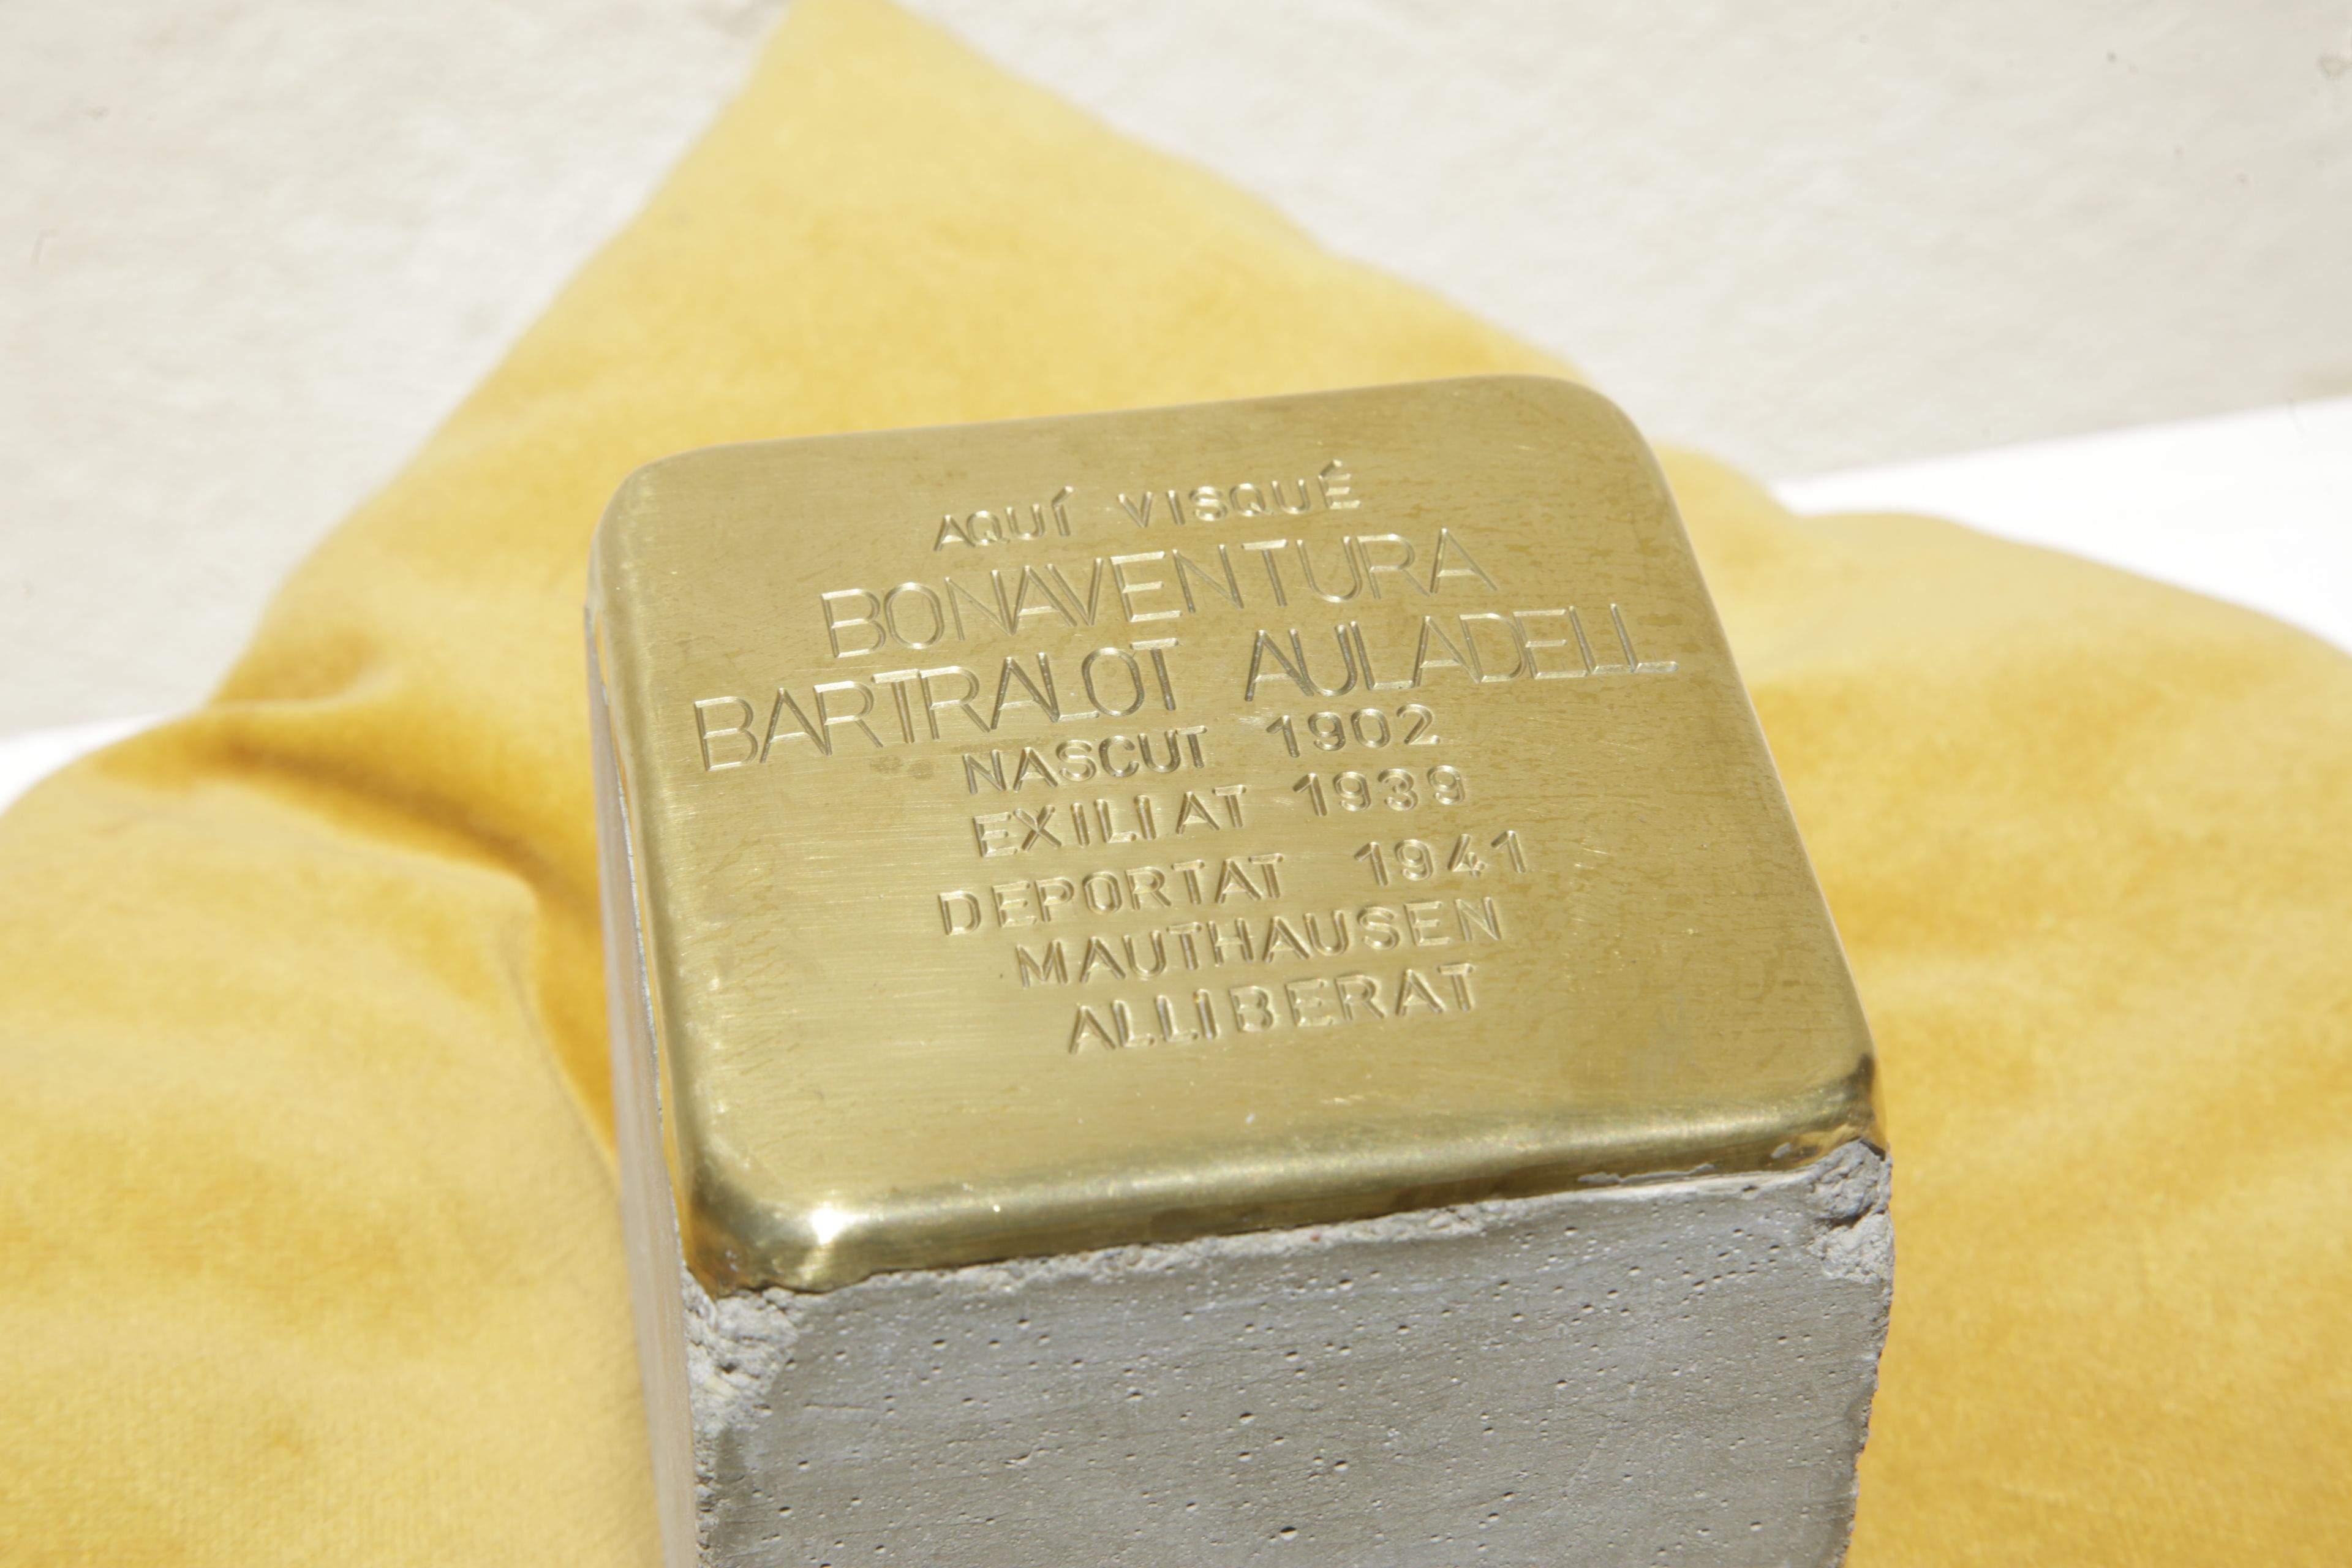 AQUÍ VISQUÉ
BONAVENTURA
BARTRALOT AULADELL
NASCUT 1902
EXILIAT 1939
DEPORTAT 1941
MAUTHAUSEN
ALLIBERAT